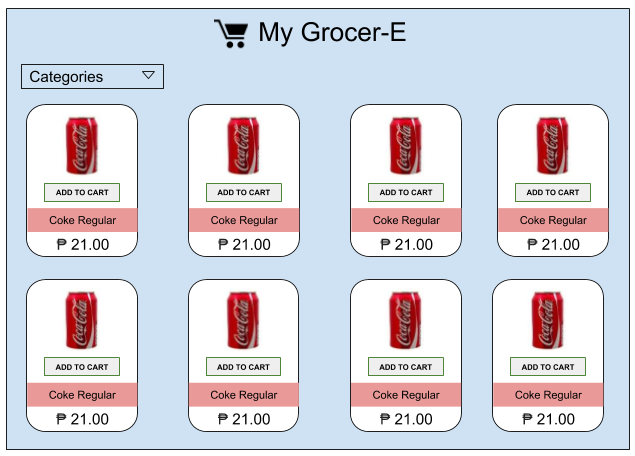 My Grocer-E
Categories
Coca-Cola Coca-Cola Coca-Cola Coca-Cola
ADD TO CART ADD TO CART ADD TO CART ADD TO CART
Coke Regular Coke Regular Coke Regular Coke Regular
₱ 21.00 ₱ 21.00 ₱ 21.00 ₱ 21.00
Coca-Cola Coca-Cola Coca-Cola Coca-Cola
ADD TO CART ADD TO CART ADD TO CART ADD TO CART
Coke Regular Coke Regular Coke Regular Coke Regular
₱ 21.00 ₱ 21.00 ₱ 21.00 ₱ 21.00